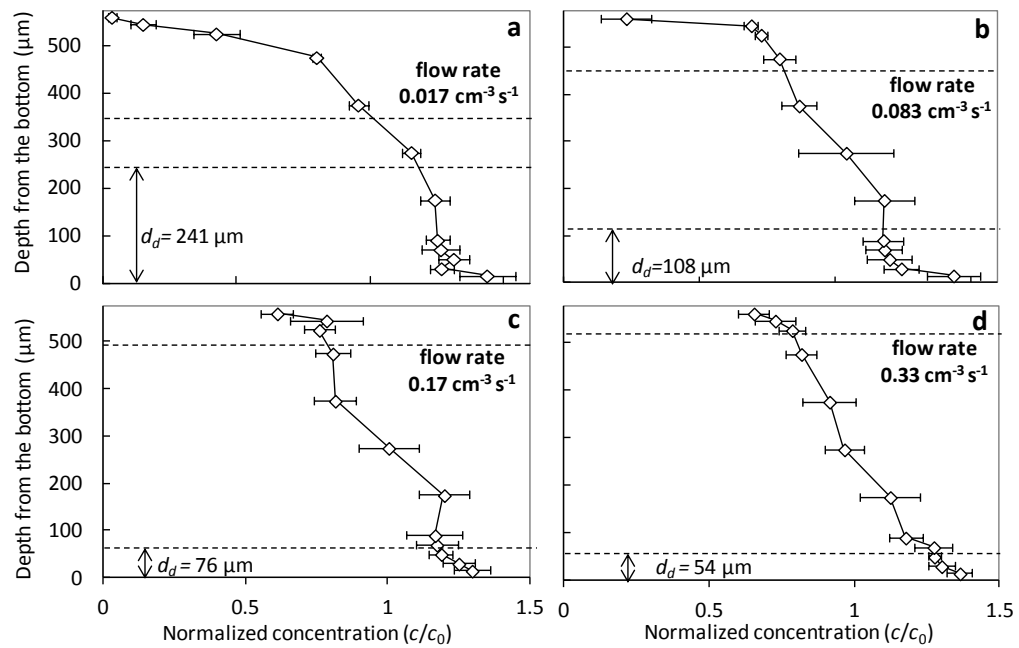 Depth from the bottom (µm)
500
400
300
200
100
0
a
flow rate
0.017 cm⁻³ s⁻¹
d_d= 241 µm
b
flow rate
0.083 cm⁻³ s⁻¹
d_d=108 µm
Depth from the bottom (µm)
500
400
300
200
100
0
c
flow rate
0.17 cm⁻³ s⁻¹
d_d = 76 µm
d
flow rate
0.33 cm⁻³ s⁻¹
d_d = 54 µm
0 0.5 1 1.5
0 0.5 1 1.5
Normalized concentration (c/c₀)
Normalized concentration (c/c₀)